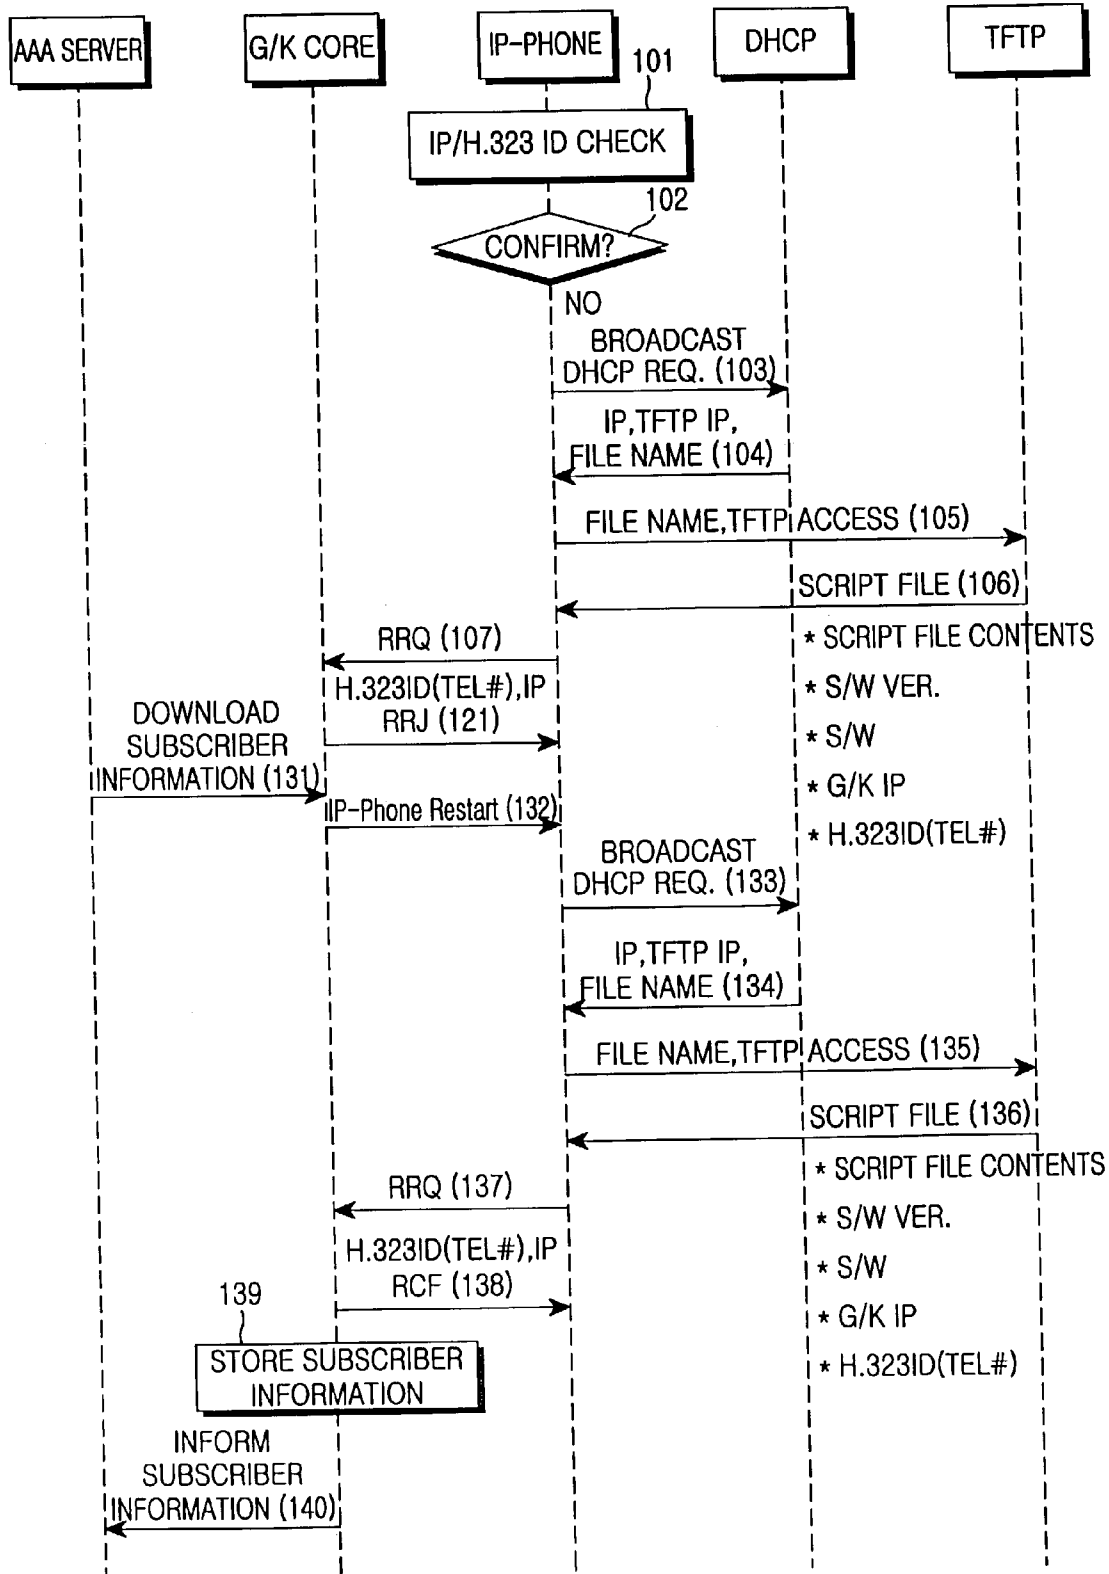 AAA SERVER
G/K CORE
IP-PHONE
DHCP
TFTP
101
IP/H.323 ID CHECK
102
CONFIRM?
NO
BROADCAST
DHCP REQ. (103)
IP,TFTP IP,
FILE NAME (104)
FILE NAME,TFTP ACCESS (105)
SCRIPT FILE (106)
* SCRIPT FILE CONTENTS
* S/W VER.
* S/W
* G/K IP
* H.323ID(TEL#)
RRQ (107)
H.323ID(TEL#),IP
RRJ (121)
DOWNLOAD
SUBSCRIBER
INFORMATION (131)
IP-Phone Restart (132)
BROADCAST
DHCP REQ. (133)
IP,TFTP IP,
FILE NAME (134)
FILE NAME,TFTP ACCESS (135)
SCRIPT FILE (136)
* SCRIPT FILE CONTENTS
* S/W VER.
* S/W
* G/K IP
* H.323ID(TEL#)
RRQ (137)
H.323ID(TEL#),IP
RCF (138)
139
STORE SUBSCRIBER
INFORMATION
INFORM
SUBSCRIBER
INFORMATION (140)